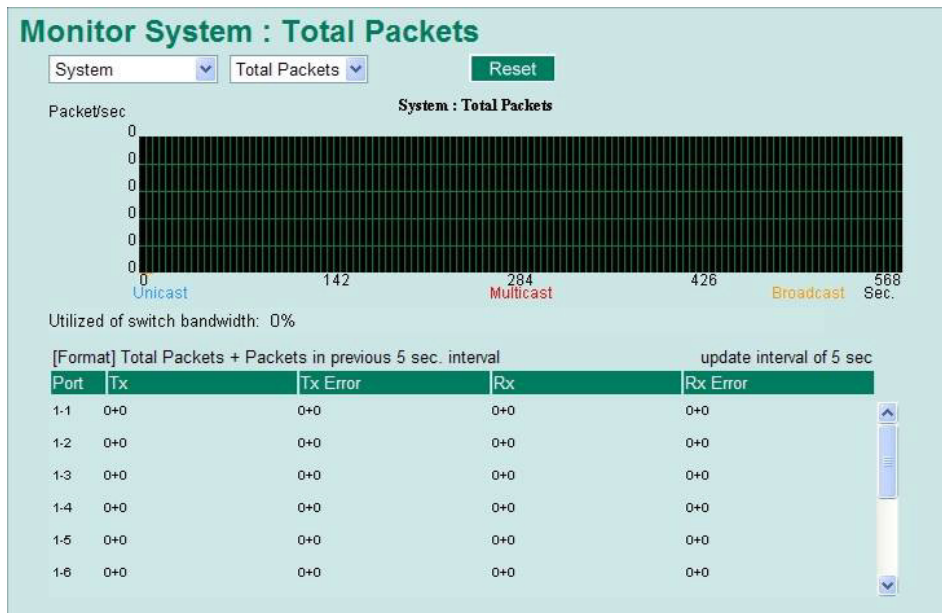 Monitor System : Total Packets
System Total Packets Reset
System : Total Packets
Packet/sec
0
0
0
0
0
0
0 142 284 426 568
Unicast Multicast Broadcast Sec.
Utilized of switch bandwidth: 0%
[Format] Total Packets + Packets in previous 5 sec. interval update interval of 5 sec
Port Tx Tx Error Rx Rx Error
1-1 0+0 0+0 0+0 0+0
1-2 0+0 0+0 0+0 0+0
1-3 0+0 0+0 0+0 0+0
1-4 0+0 0+0 0+0 0+0
1-5 0+0 0+0 0+0 0+0
1-6 0+0 0+0 0+0 0+0